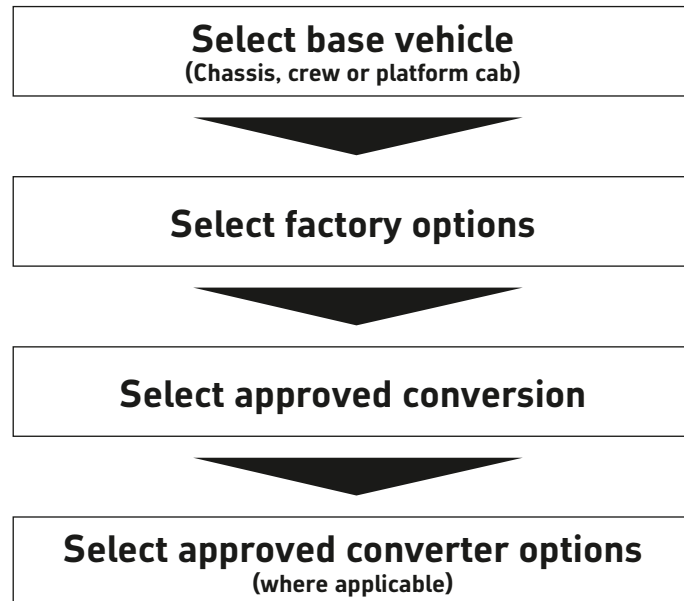 Select base vehicle
(Chassis, crew or platform cab)
Select factory options
Select approved conversion
Select approved converter options
(where applicable)